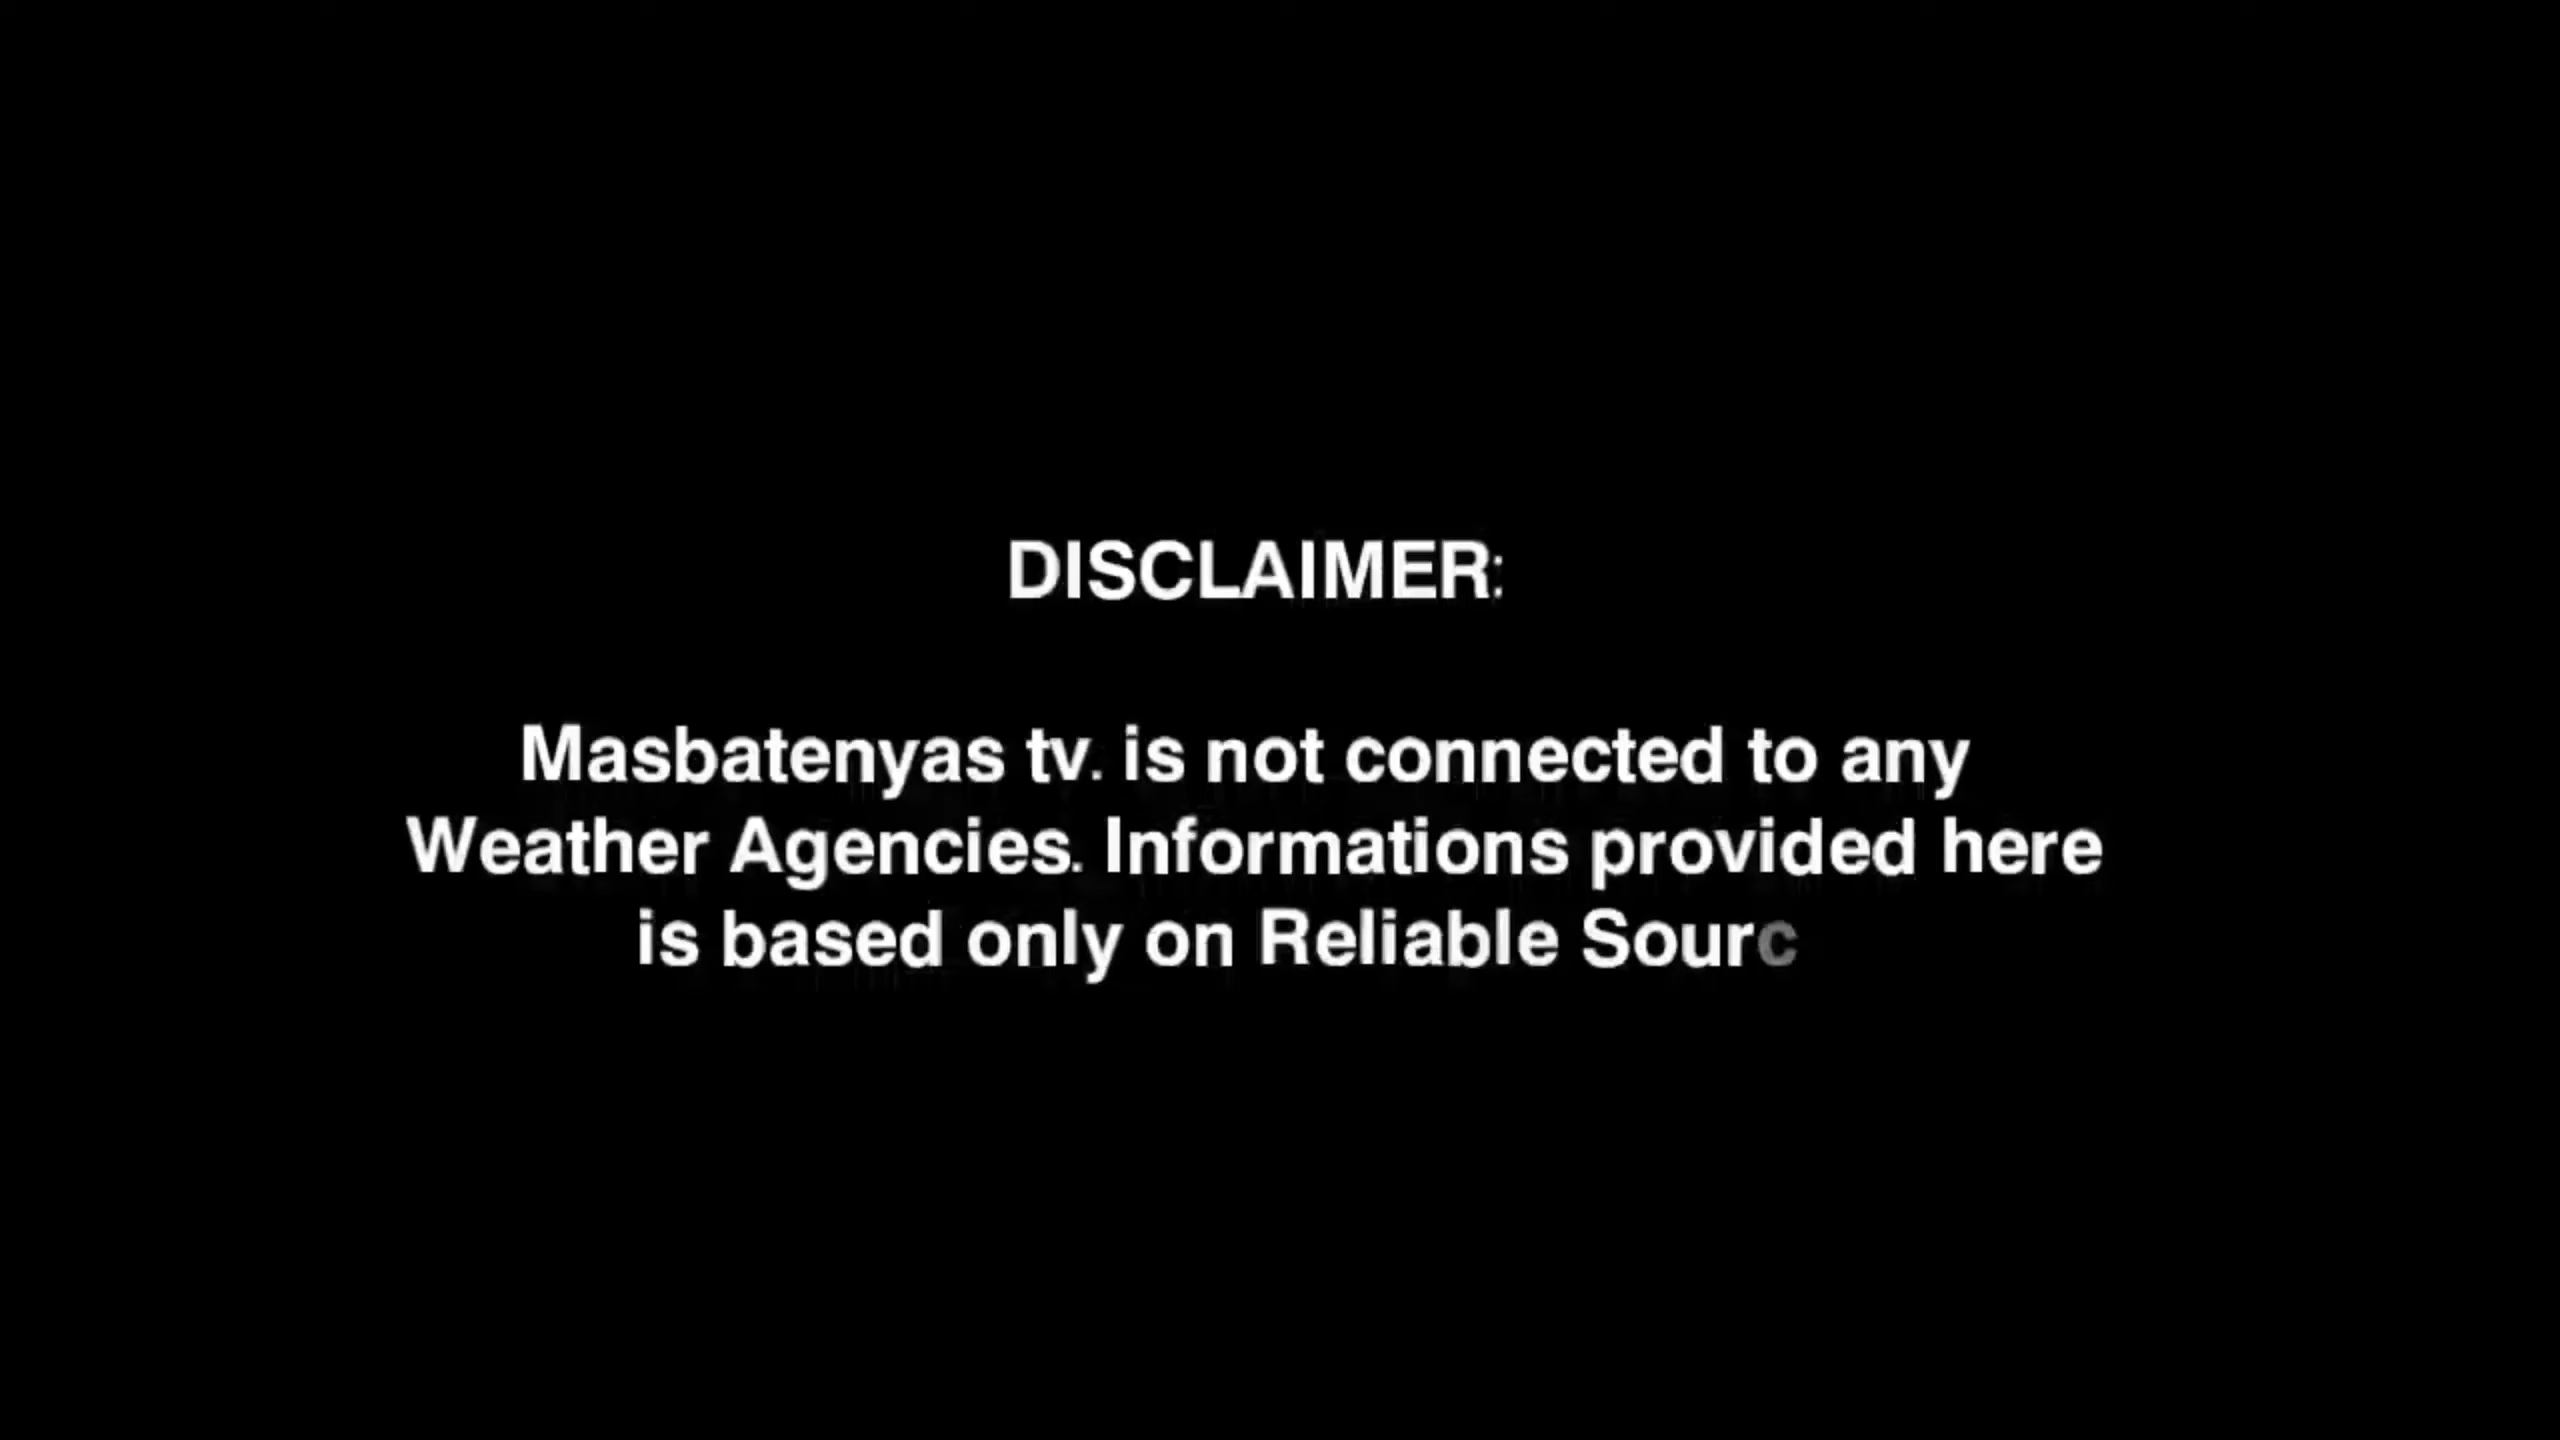 DISCLAIMER:
Masbatenyas tv. is not connected to any
Weather Agencies. Informations provided here
is based only on Reliable Sourc